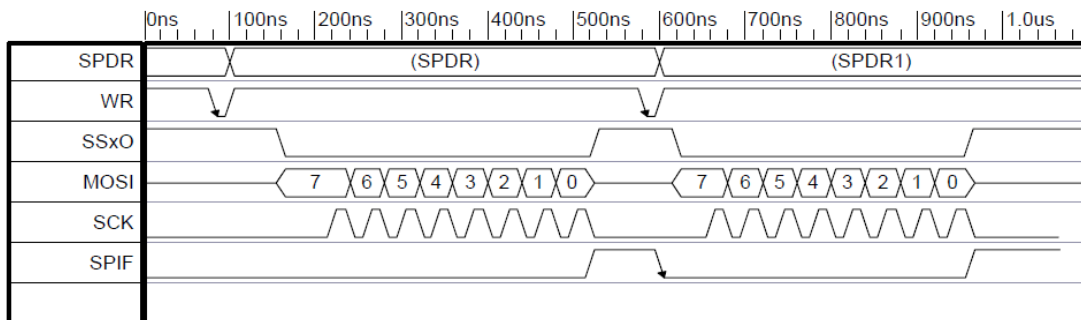 0ns 100ns 200ns 300ns 400ns 500ns 600ns 700ns 800ns 900ns 1.0us
SPDR (SPDR) (SPDR1)
WR
SSxO
MOSI 7 6 5 4 3 2 1 0 7 6 5 4 3 2 1 0
SCK
SPIF